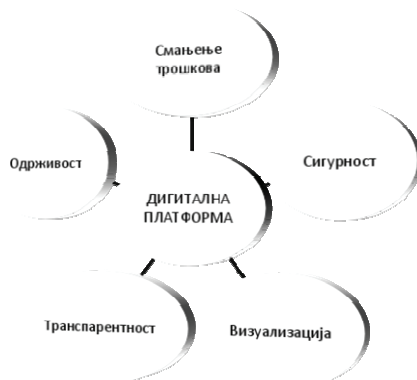 Смањење
трошкова
Одрживост
Сигурност
ДИГИТАЛНА
ПЛАТФОРМА
Транспарентност
Визуализација